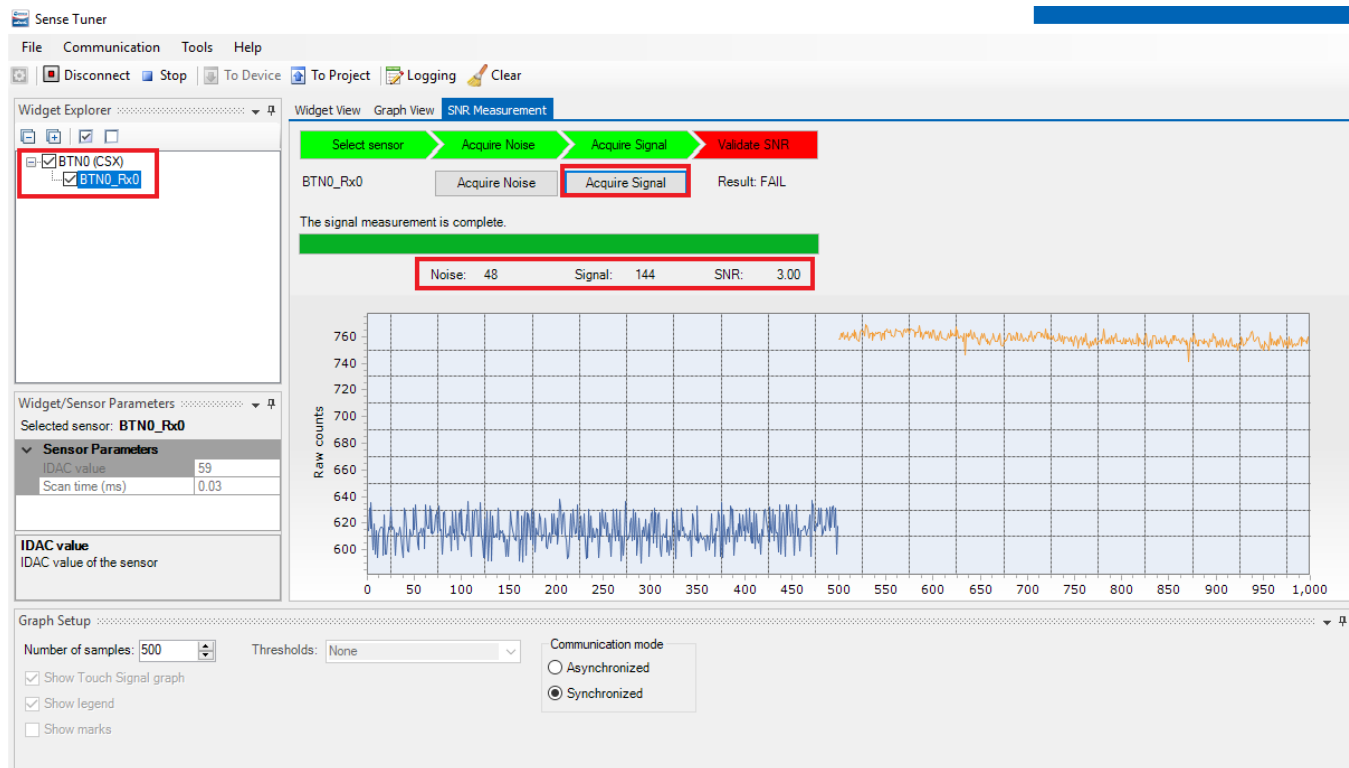 Sense Tuner
File Communication Tools Help
Disconnect Stop To Device To Project Logging Clear
Widget Explorer
BTN0 (CSX)
BTN0_Rx0
Widget View Graph View SNR Measurement
Select sensor Acquire Noise Acquire Signal Validate SNR
BTN0_Rx0 Acquire Noise Acquire Signal Result: FAIL
The signal measurement is complete.
Noise: 48 Signal: 144 SNR: 3.00
Raw counts
760
740
720
700
680
660
640
620
600
0 50 100 150 200 250 300 350 400 450 500 550 600 650 700 750 800 850 900 950 1,000
Widget/Sensor Parameters
Selected sensor: BTN0_Rx0
Sensor Parameters
IDAC value 59
Scan time (ms) 0.03
IDAC value
IDAC value of the sensor
Graph Setup
Number of samples: 500 Thresholds: None
Show Touch Signal graph
Show legend
Show marks
Communication mode
Asynchronized
Synchronized